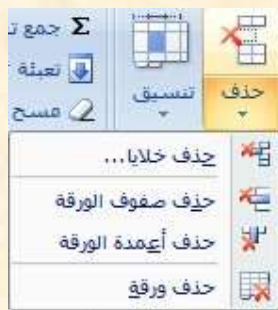 Σ جمع
تعبئة
مسح
تنسيق
حذف
حذف خلايا...
حذف صفوف الورقة
حذف أعمدة الورقة
حذف ورقة